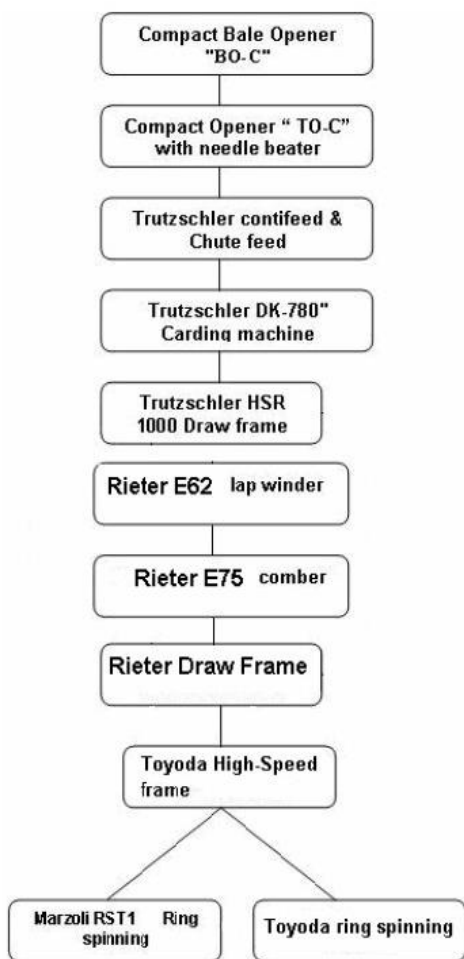 Compact Bale Opener
"BO-C"
Compact Opener “ TO-C”
with needle beater
Trutzschler contifeed &
Chute feed
Trutzschler DK-780"
Carding machine
Trutzschler HSR
1000 Draw frame
Rieter E62 lap winder
Rieter E75 comber
Rieter Draw Frame
Toyoda High-Speed
frame
Marzoli RST1 Ring
spinning
Toyoda ring spinning